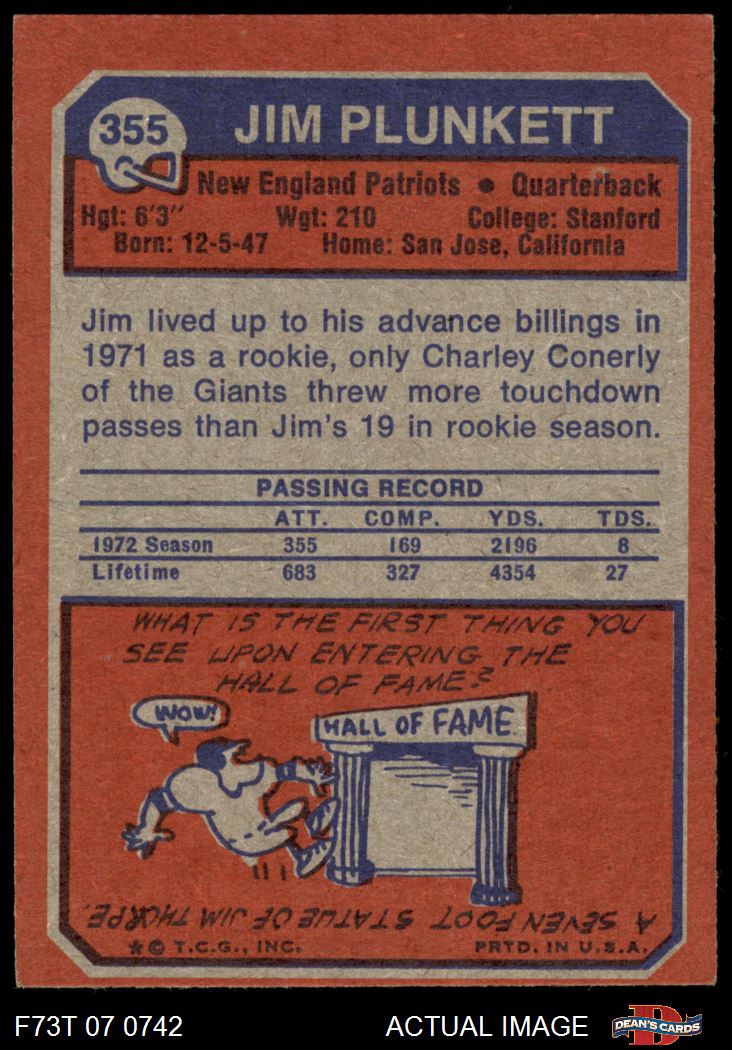 355
JIM PLUNKETT
New England Patriots • Quarterback
Hgt: 6'3" Wgt: 210 College: Stanford
Born: 12-5-47 Home: San Jose, California
Jim lived up to his advance billings in
1971 as a rookie, only Charley Conerly
of the Giants threw more touchdown
passes than Jim's 19 in rookie season.
PASSING RECORD
ATT. COMP. YDS. TDS.
1972 Season 355 169 2196 8
Lifetime 683 327 4354 27
WHAT IS THE FIRST THING YOU
SEE UPON ENTERING THE
HALL OF FAME?
WOW!
HALL OF FAME
A SEVEN FOOT STATUE OF JIM THORPE.
* © T.C.G., INC. PRTD. IN U.S.A.
F73T 07 0742 ACTUAL IMAGE
D
DEAN'S CARDS